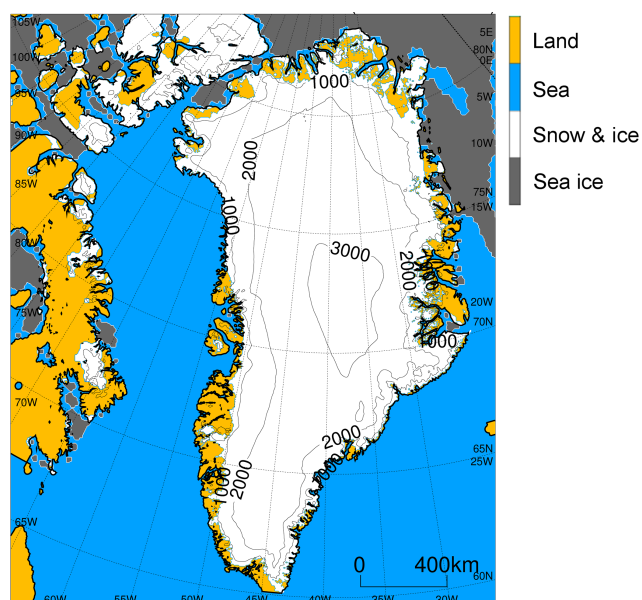 105W
100W
95W
90W
85W
80W
75W
70W
65W
60W
55W
50W
45W
40W
35W
30W
5E
80N
0E
5W
10W
75N
15W
20W
70N
65N
25W
60N
1000
2000
1000
3000
2000
1000
2000
1000
2000
0 400km
Land
Sea
Snow & ice
Sea ice